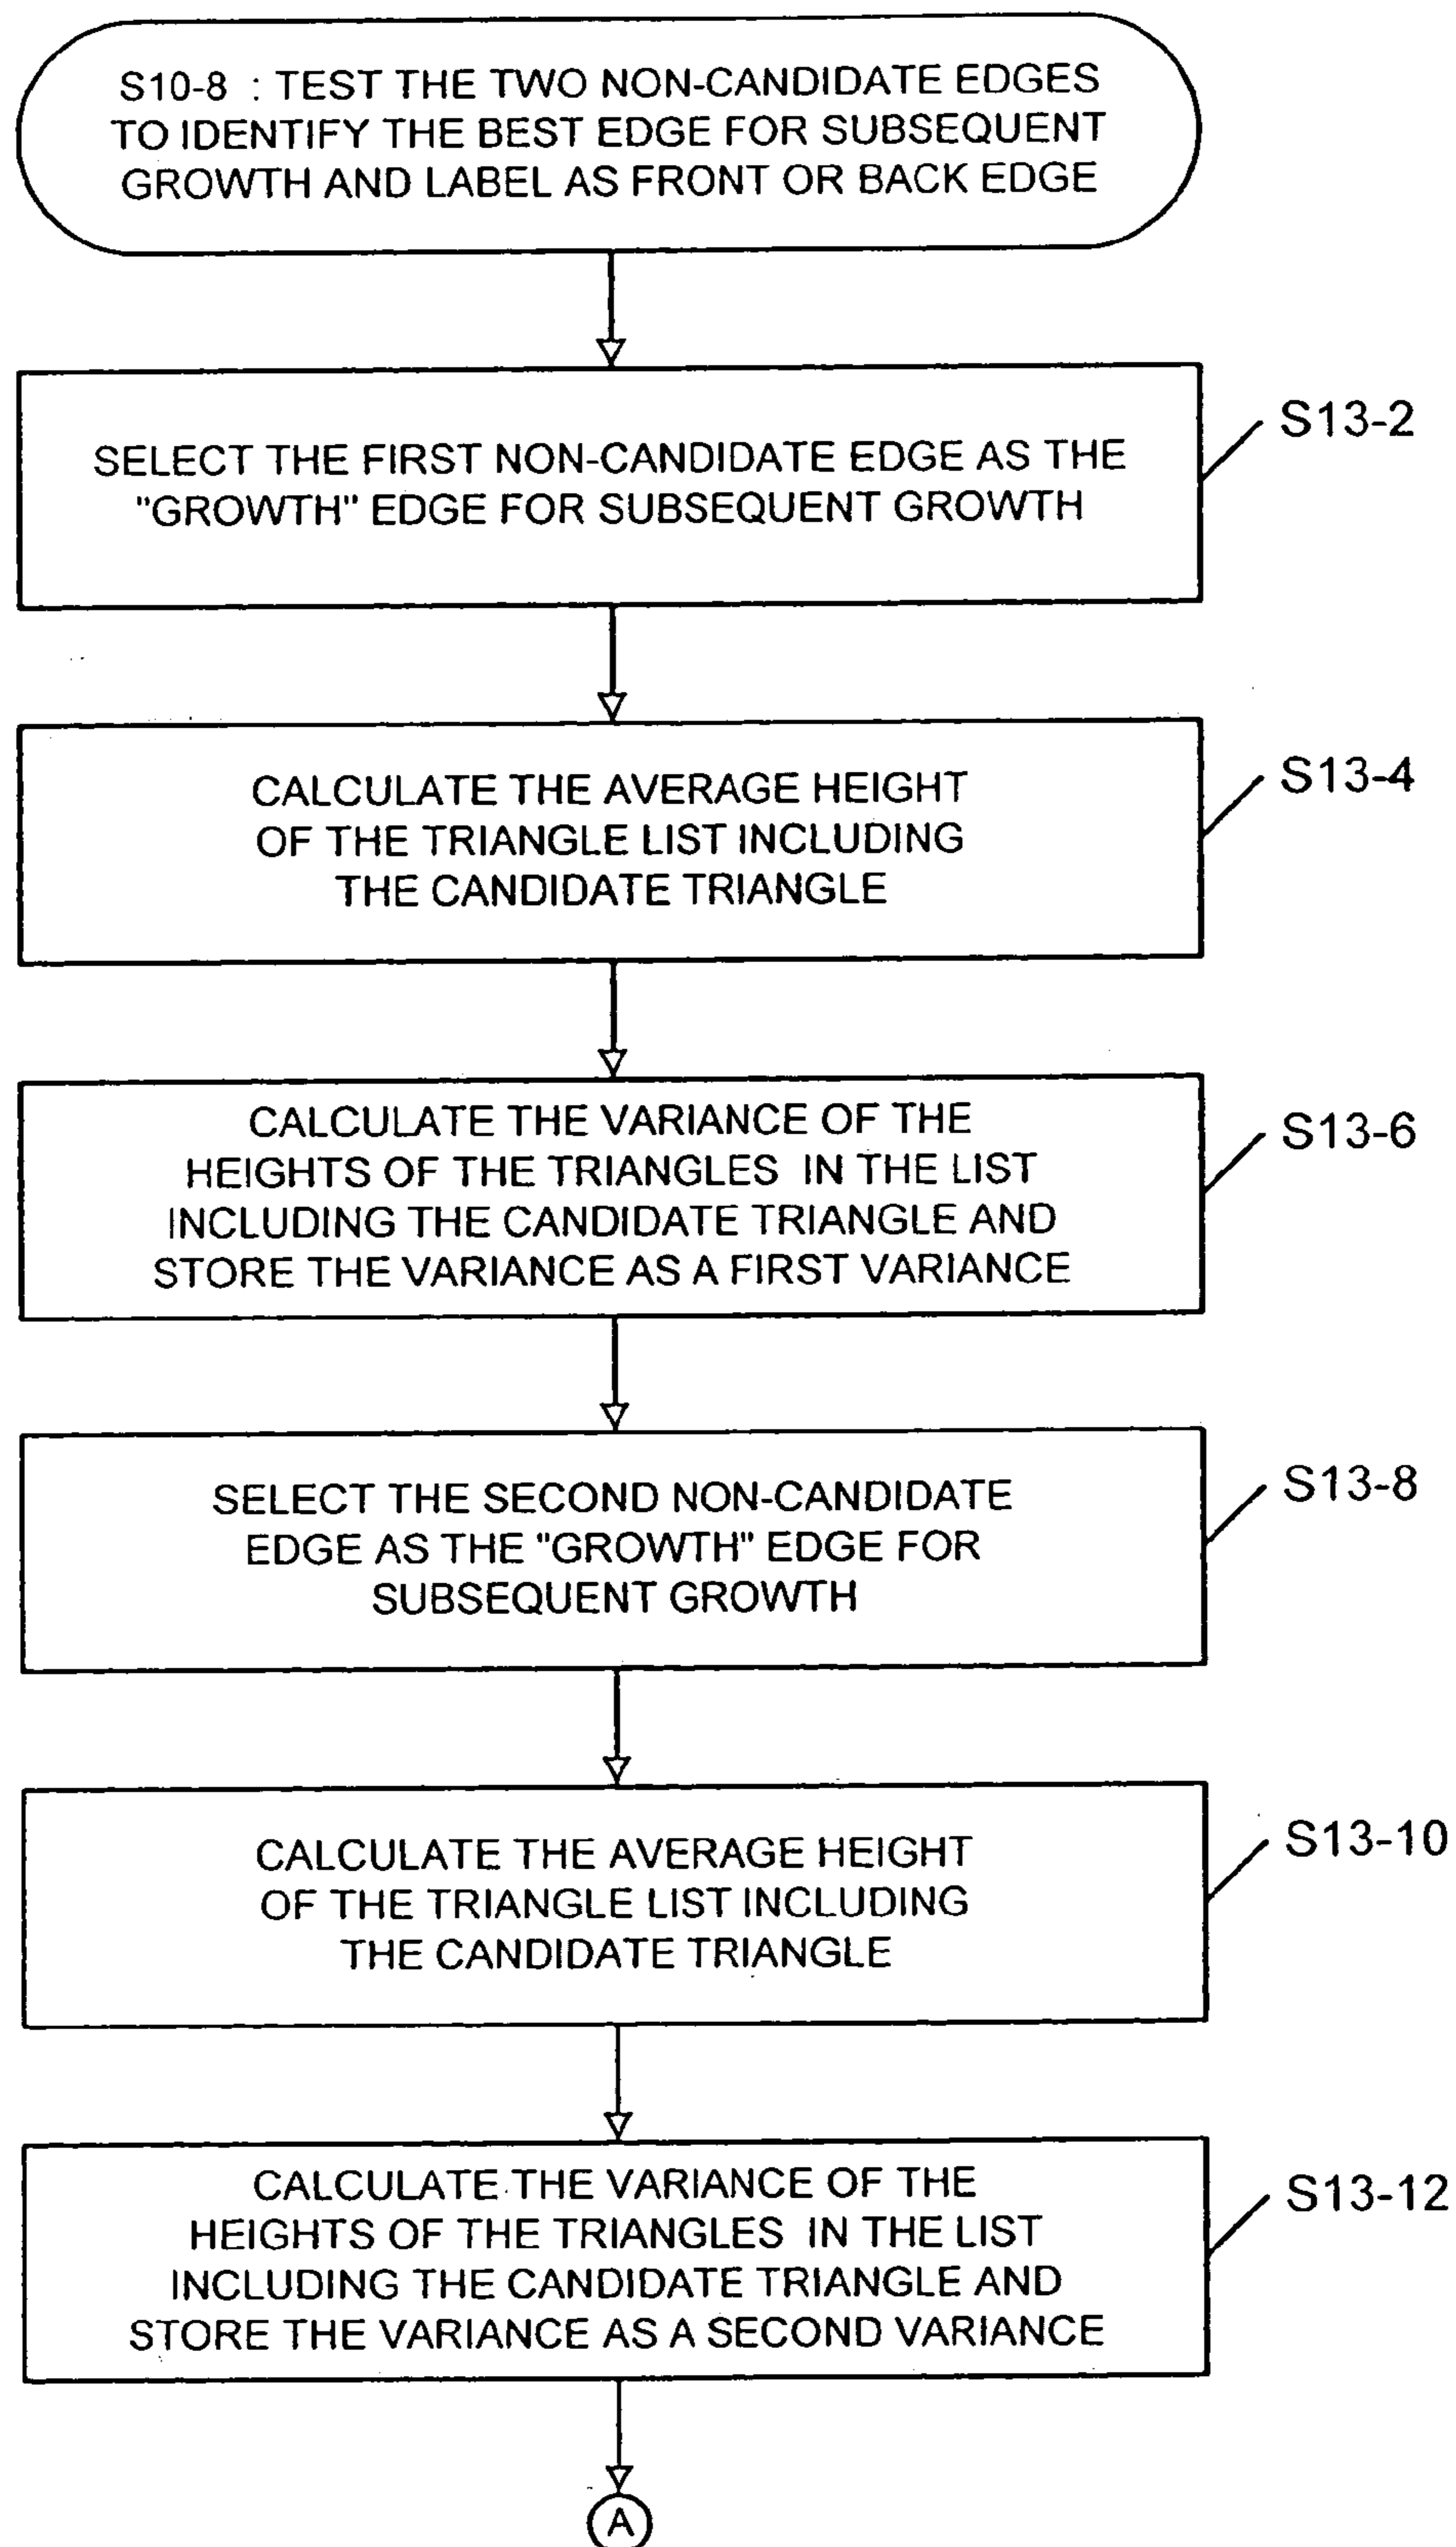 S10-8 : TEST THE TWO NON-CANDIDATE EDGES
TO IDENTIFY THE BEST EDGE FOR SUBSEQUENT
GROWTH AND LABEL AS FRONT OR BACK EDGE
SELECT THE FIRST NON-CANDIDATE EDGE AS THE
"GROWTH" EDGE FOR SUBSEQUENT GROWTH
S13-2
CALCULATE THE AVERAGE HEIGHT
OF THE TRIANGLE LIST INCLUDING
THE CANDIDATE TRIANGLE
S13-4
CALCULATE THE VARIANCE OF THE
HEIGHTS OF THE TRIANGLES IN THE LIST
INCLUDING THE CANDIDATE TRIANGLE AND
STORE THE VARIANCE AS A FIRST VARIANCE
S13-6
SELECT THE SECOND NON-CANDIDATE
EDGE AS THE "GROWTH" EDGE FOR
SUBSEQUENT GROWTH
S13-8
CALCULATE THE AVERAGE HEIGHT
OF THE TRIANGLE LIST INCLUDING
THE CANDIDATE TRIANGLE
S13-10
CALCULATE THE VARIANCE OF THE
HEIGHTS OF THE TRIANGLES IN THE LIST
INCLUDING THE CANDIDATE TRIANGLE AND
STORE THE VARIANCE AS A SECOND VARIANCE
S13-12
A